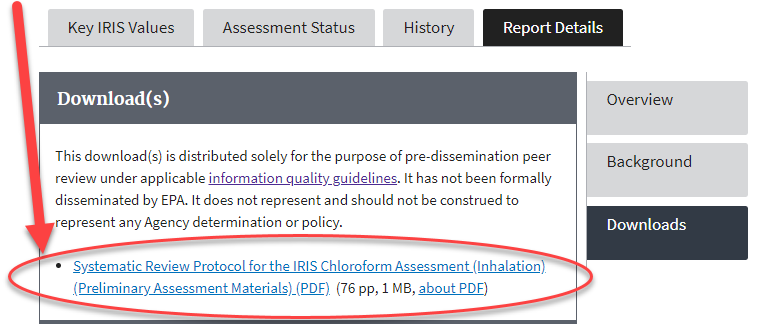 Key IRIS Values
Assessment Status
History
Report Details
Download(s)
This download(s) is distributed solely for the purpose of pre-dissemination peer
review under applicable information quality guidelines. It has not been formally
disseminated by EPA. It does not represent and should not be construed to
represent any Agency determination or policy.
• Systematic Review Protocol for the IRIS Chloroform Assessment (Inhalation)
(Preliminary Assessment Materials) (PDF) (76 pp, 1 MB, about PDF)
Overview
Background
Downloads